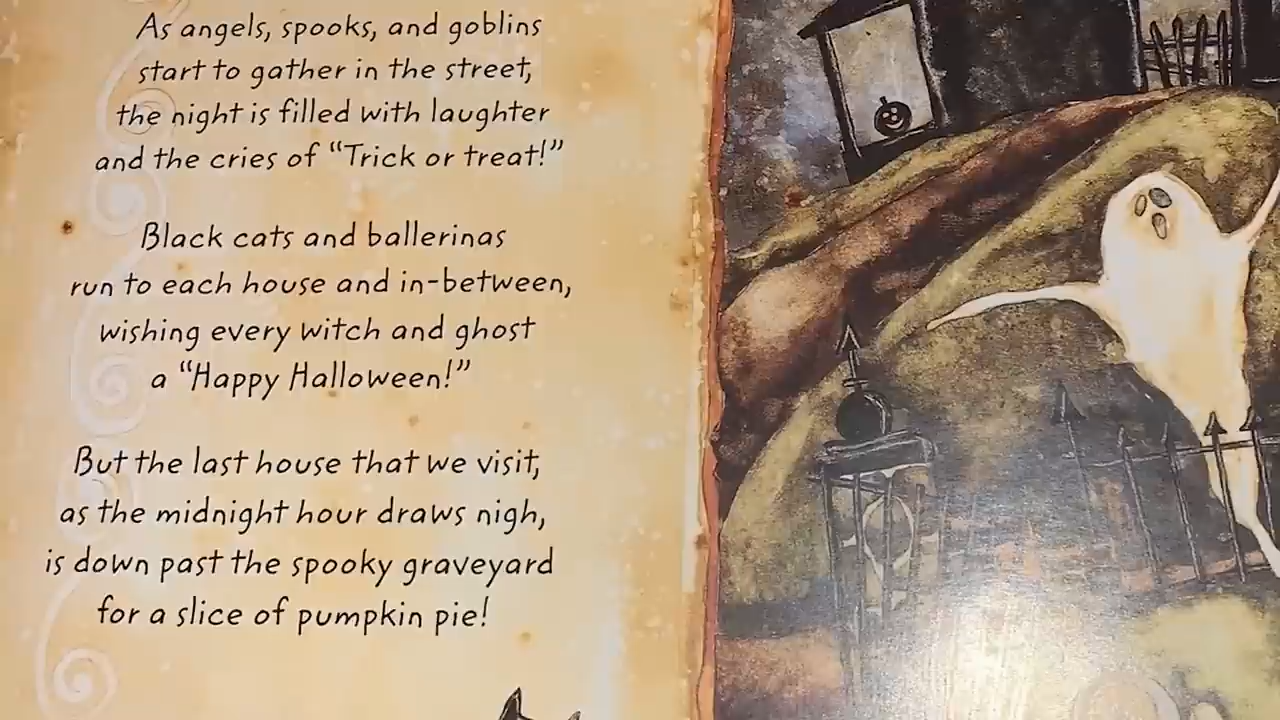 As angels, spooks, and goblins
start to gather in the street,
the night is filled with laughter
and the cries of “Trick or treat!”
Black cats and ballerinas
run to each house and in-between,
wishing every witch and ghost
a “Happy Halloween!”
But the last house that we visit,
as the midnight hour draws nigh,
is down past the spooky graveyard
for a slice of pumpkin pie!